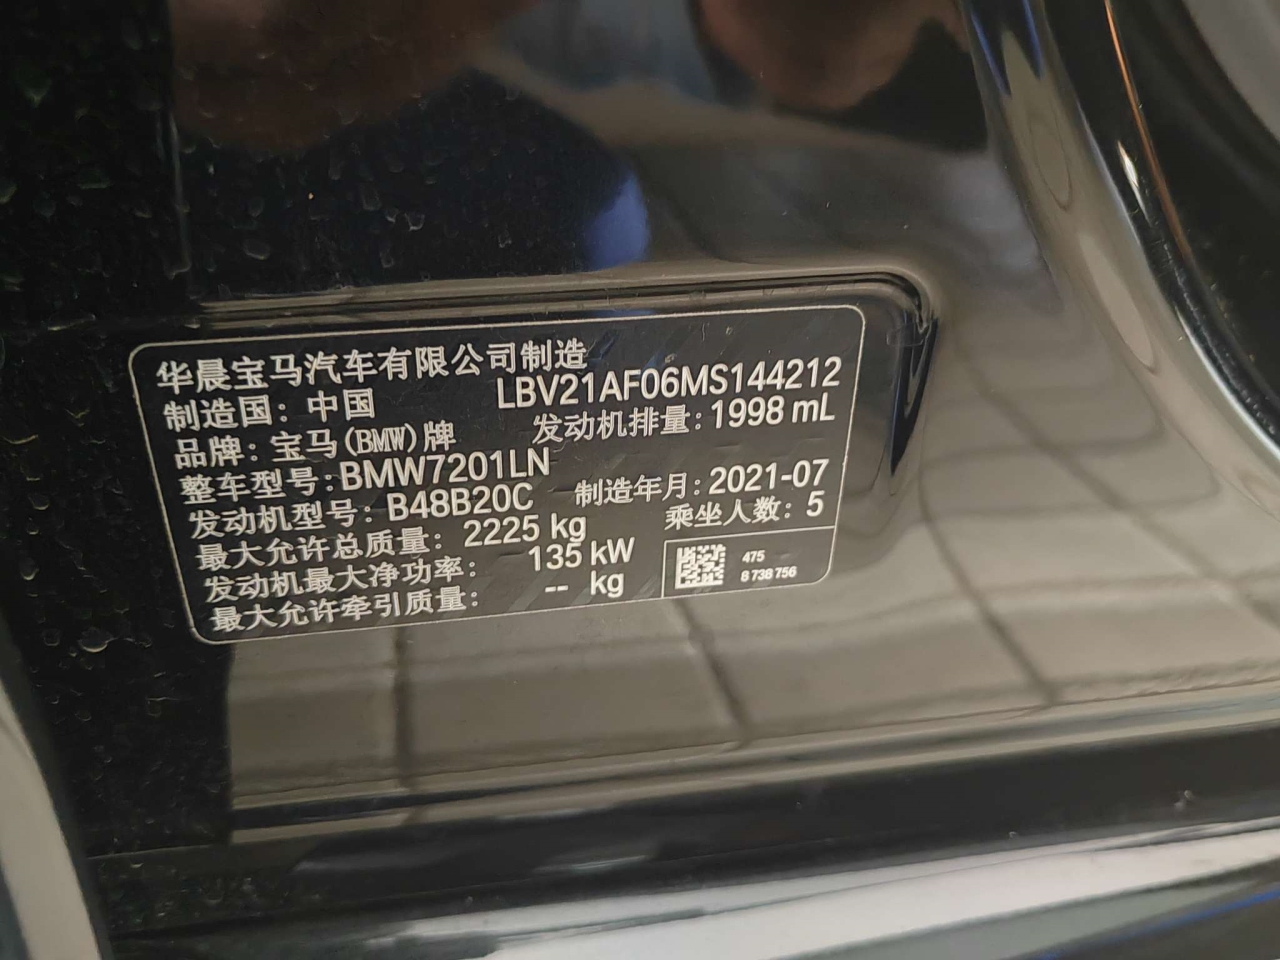 华晨宝马汽车有限公司制造
制造国：中国 LBV21AF06MS144212
品牌：宝马(BMW)牌 发动机排量：1998 mL
整车型号：BMW7201LN
发动机型号：B48B20C 制造年月：2021-07
最大允许总质量：2225 kg 乘坐人数：5
发动机最大净功率：135 kW
最大允许牵引质量：-- kg
475
8 738 756